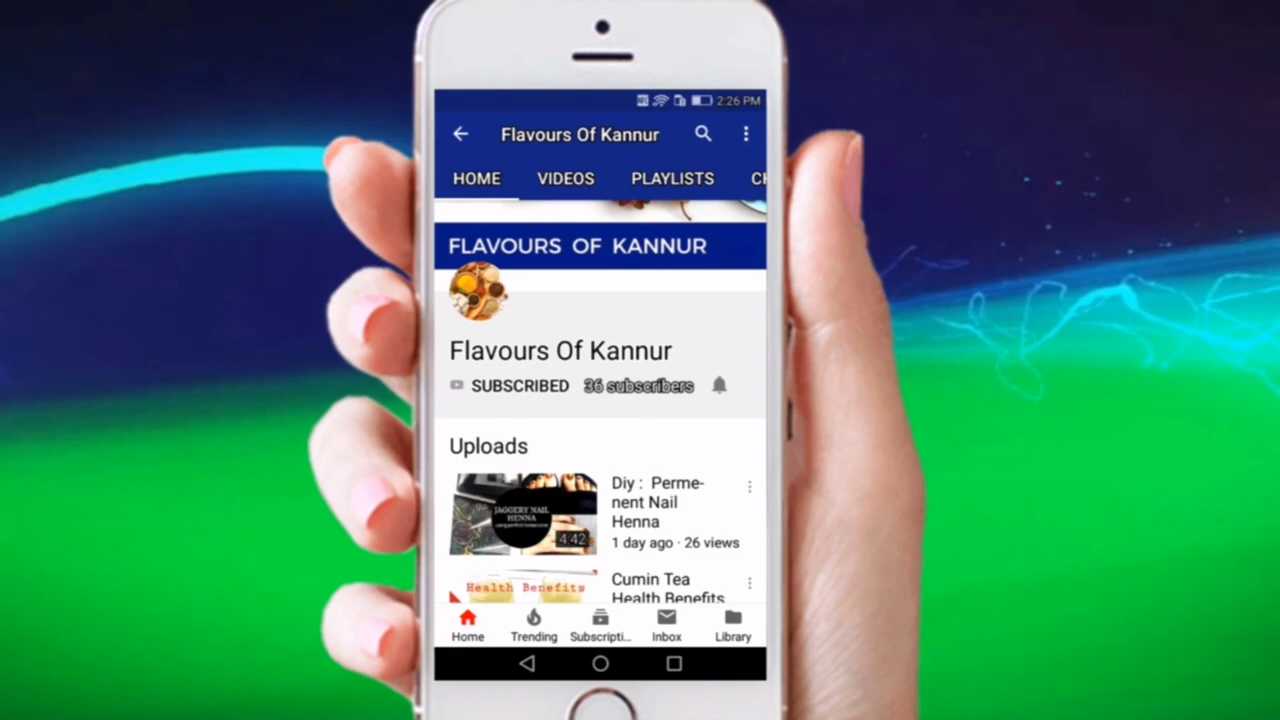 2:26 PM
Flavours Of Kannur
HOME VIDEOS PLAYLISTS
FLAVOURS OF KANNUR
Flavours Of Kannur
SUBSCRIBED 36 subscribers
Uploads
Diy : Perme-
nent Nail
Henna
1 day ago · 26 views
JAGGERY NAIL
HENNA
4:42
Cumin Tea
Health Benefits
Health Benefits
Home Trending Subscripti... Inbox Library